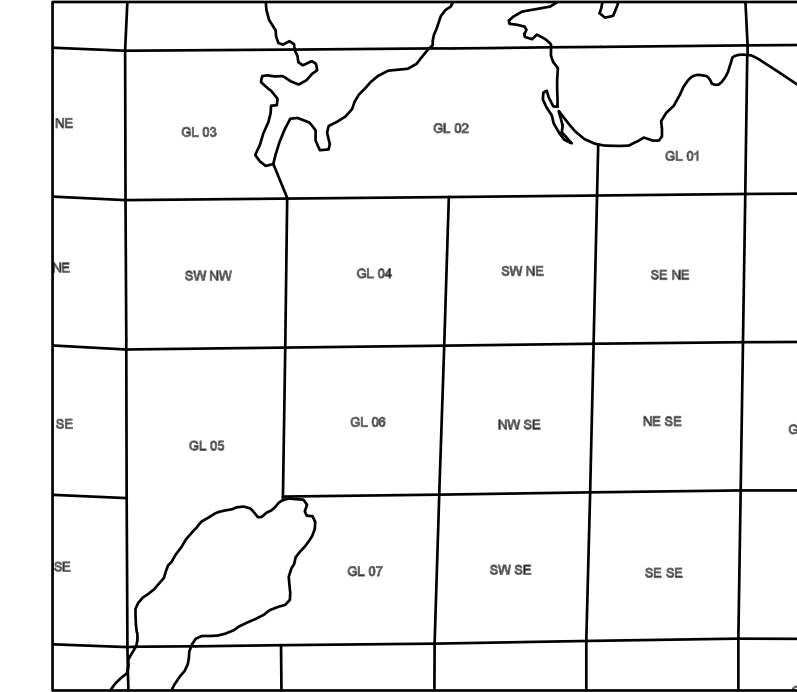 NE
GL 03
GL 02
GL 01
NE
SW NW
GL 04
SW NE
SE NE
SE
GL 05
GL 06
NW SE
NE SE
G
SE
GL 07
SW SE
SE SE